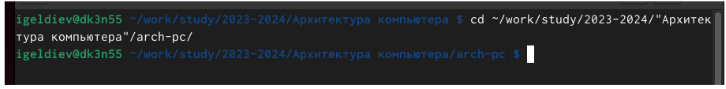 igeldiev@dk3n55 ~/work/study/2023-2024/Архитектура компьютера $ cd ~/work/study/2023-2024/"Архитек
тура компьютера"/arch-pc/
igeldiev@dk3n55 ~/work/study/2023-2024/Архитектура компьютера/arch-pc $